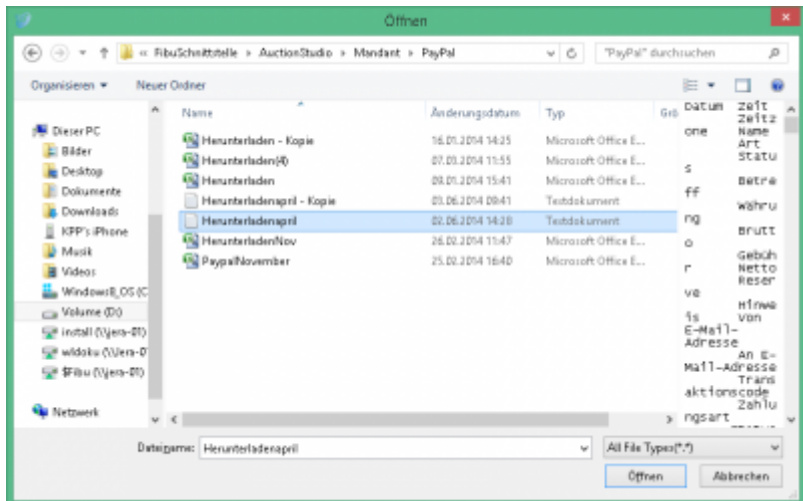 Öffnen
« FibuSchnittstelle ▸ AuctionStudio ▸ Mandant ▸ PayPal
"PayPal" durchsuchen
Organisieren
Neuer Ordner
Name Änderungsdatum Typ Grö
Dieser PC
Bilder
Desktop
Dokumente
Downloads
KPP's iPhone
Musik
Videos
Windows8_OS (C
Volume (D:)
install (\\jera-01)
widoku (\\jera-0
$Fibu (\\jera-01)
Netzwerk
Herunterladen - Kopie 16.01.2014 14:25 Microsoft Office E...
Herunterladen(4) 07.03.2014 11:55 Microsoft Office E...
Herunterladen 09.01.2014 15:41 Microsoft Office E...
Herunterladenapril - Kopie 03.06.2014 09:41 Textdokument
Herunterladenapril 02.06.2014 14:28 Textdokument
HerunterladenNov 26.02.2014 11:47 Microsoft Office E...
PaypalNovember 25.02.2014 16:40 Microsoft Office E...
Datum Zeit
Zeitz
one Name
Art
Statu
s
Betre
ff
Währu
ng
Brutt
o
Gebüh
r Netto
Reser
ve
Hinwe
is Von
E-Mail-
Adresse
An E-
Mail-Adresse
Trans
aktionscode
Zahlu
ngsart
Dateiname: Herunterladenapril
All File Types(*.*)
Öffnen
Abbrechen